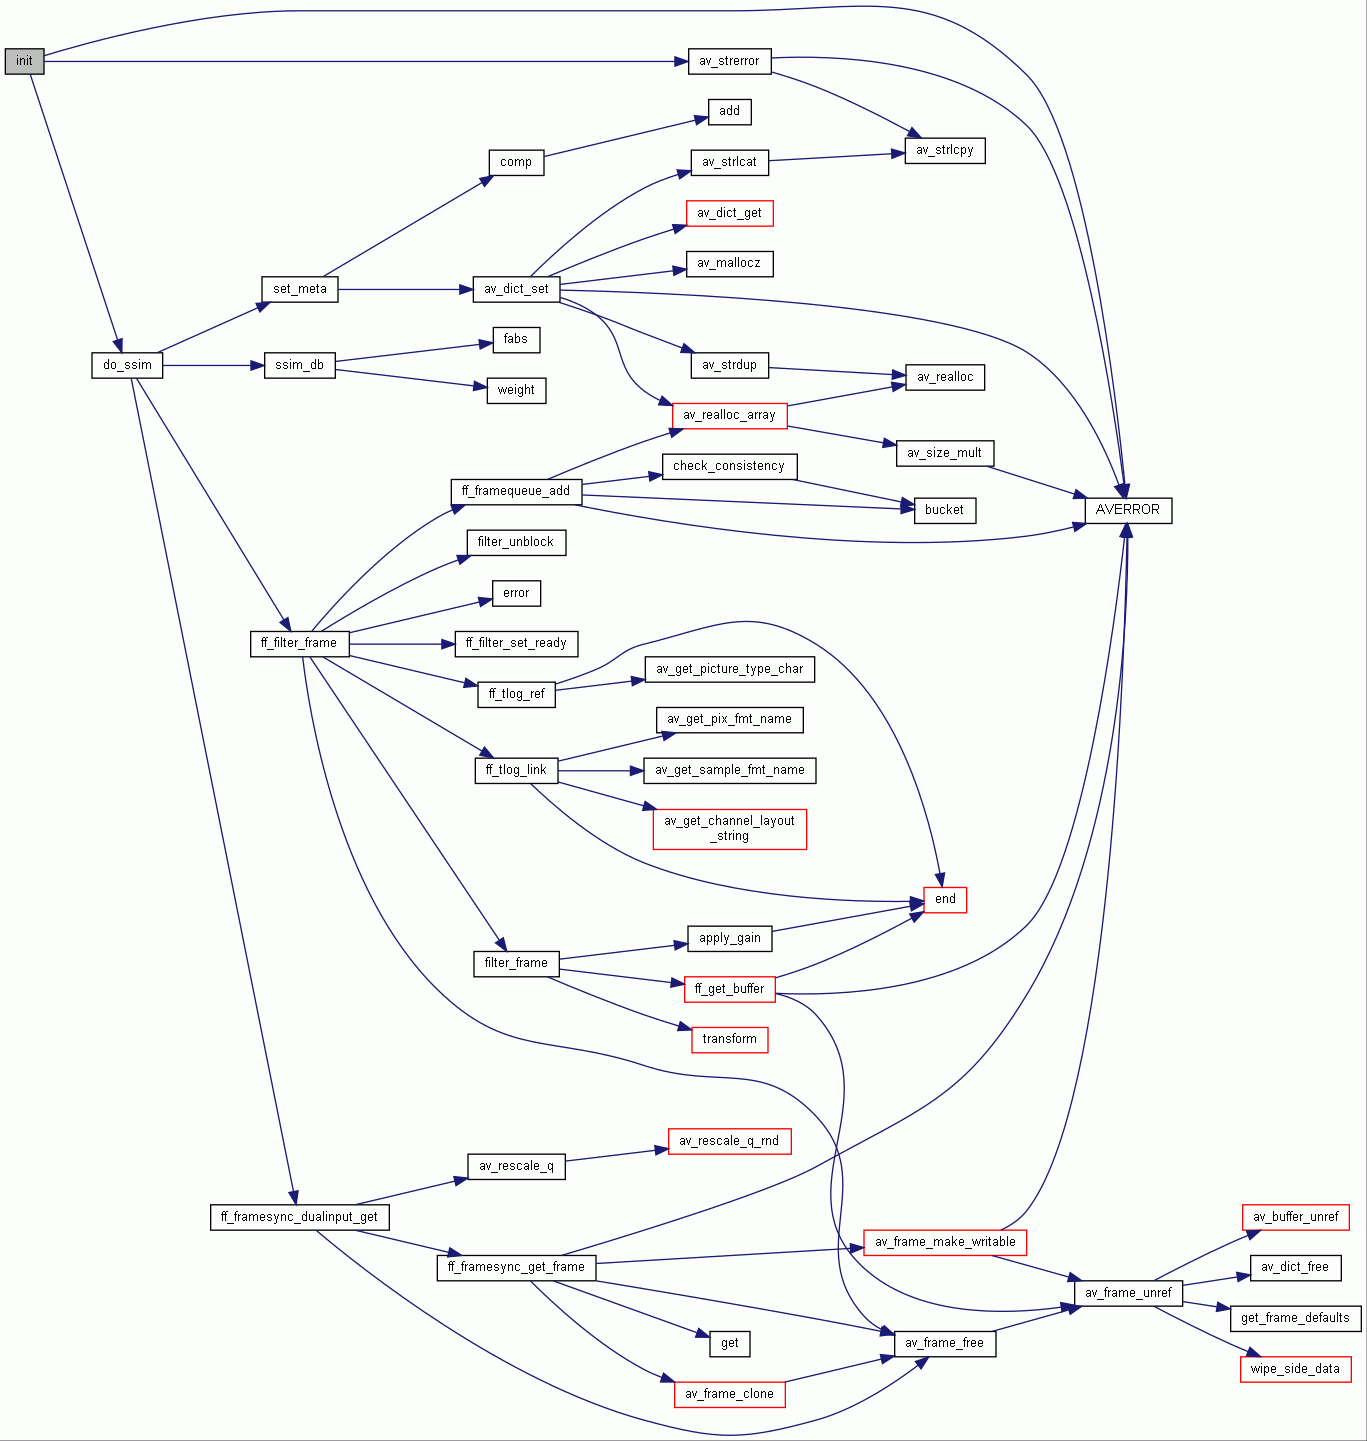 init
av_strerror
add
av_strlcpy
comp
av_strlcat
av_dict_get
av_mallocz
set_meta
av_dict_set
fabs
do_ssim
ssim_db
av_strdup
av_realloc
weight
av_realloc_array
av_size_mult
check_consistency
ff_framequeue_add
bucket
AVERROR
filter_unblock
error
ff_filter_frame
ff_filter_set_ready
av_get_picture_type_char
ff_tlog_ref
av_get_pix_fmt_name
ff_tlog_link
av_get_sample_fmt_name
av_get_channel_layout
_string
end
apply_gain
filter_frame
ff_get_buffer
transform
av_rescale_q_rnd
av_rescale_q
ff_framesync_dualinput_get
av_buffer_unref
av_frame_make_writable
ff_framesync_get_frame
av_dict_free
av_frame_unref
get_frame_defaults
get
av_frame_free
wipe_side_data
av_frame_clone